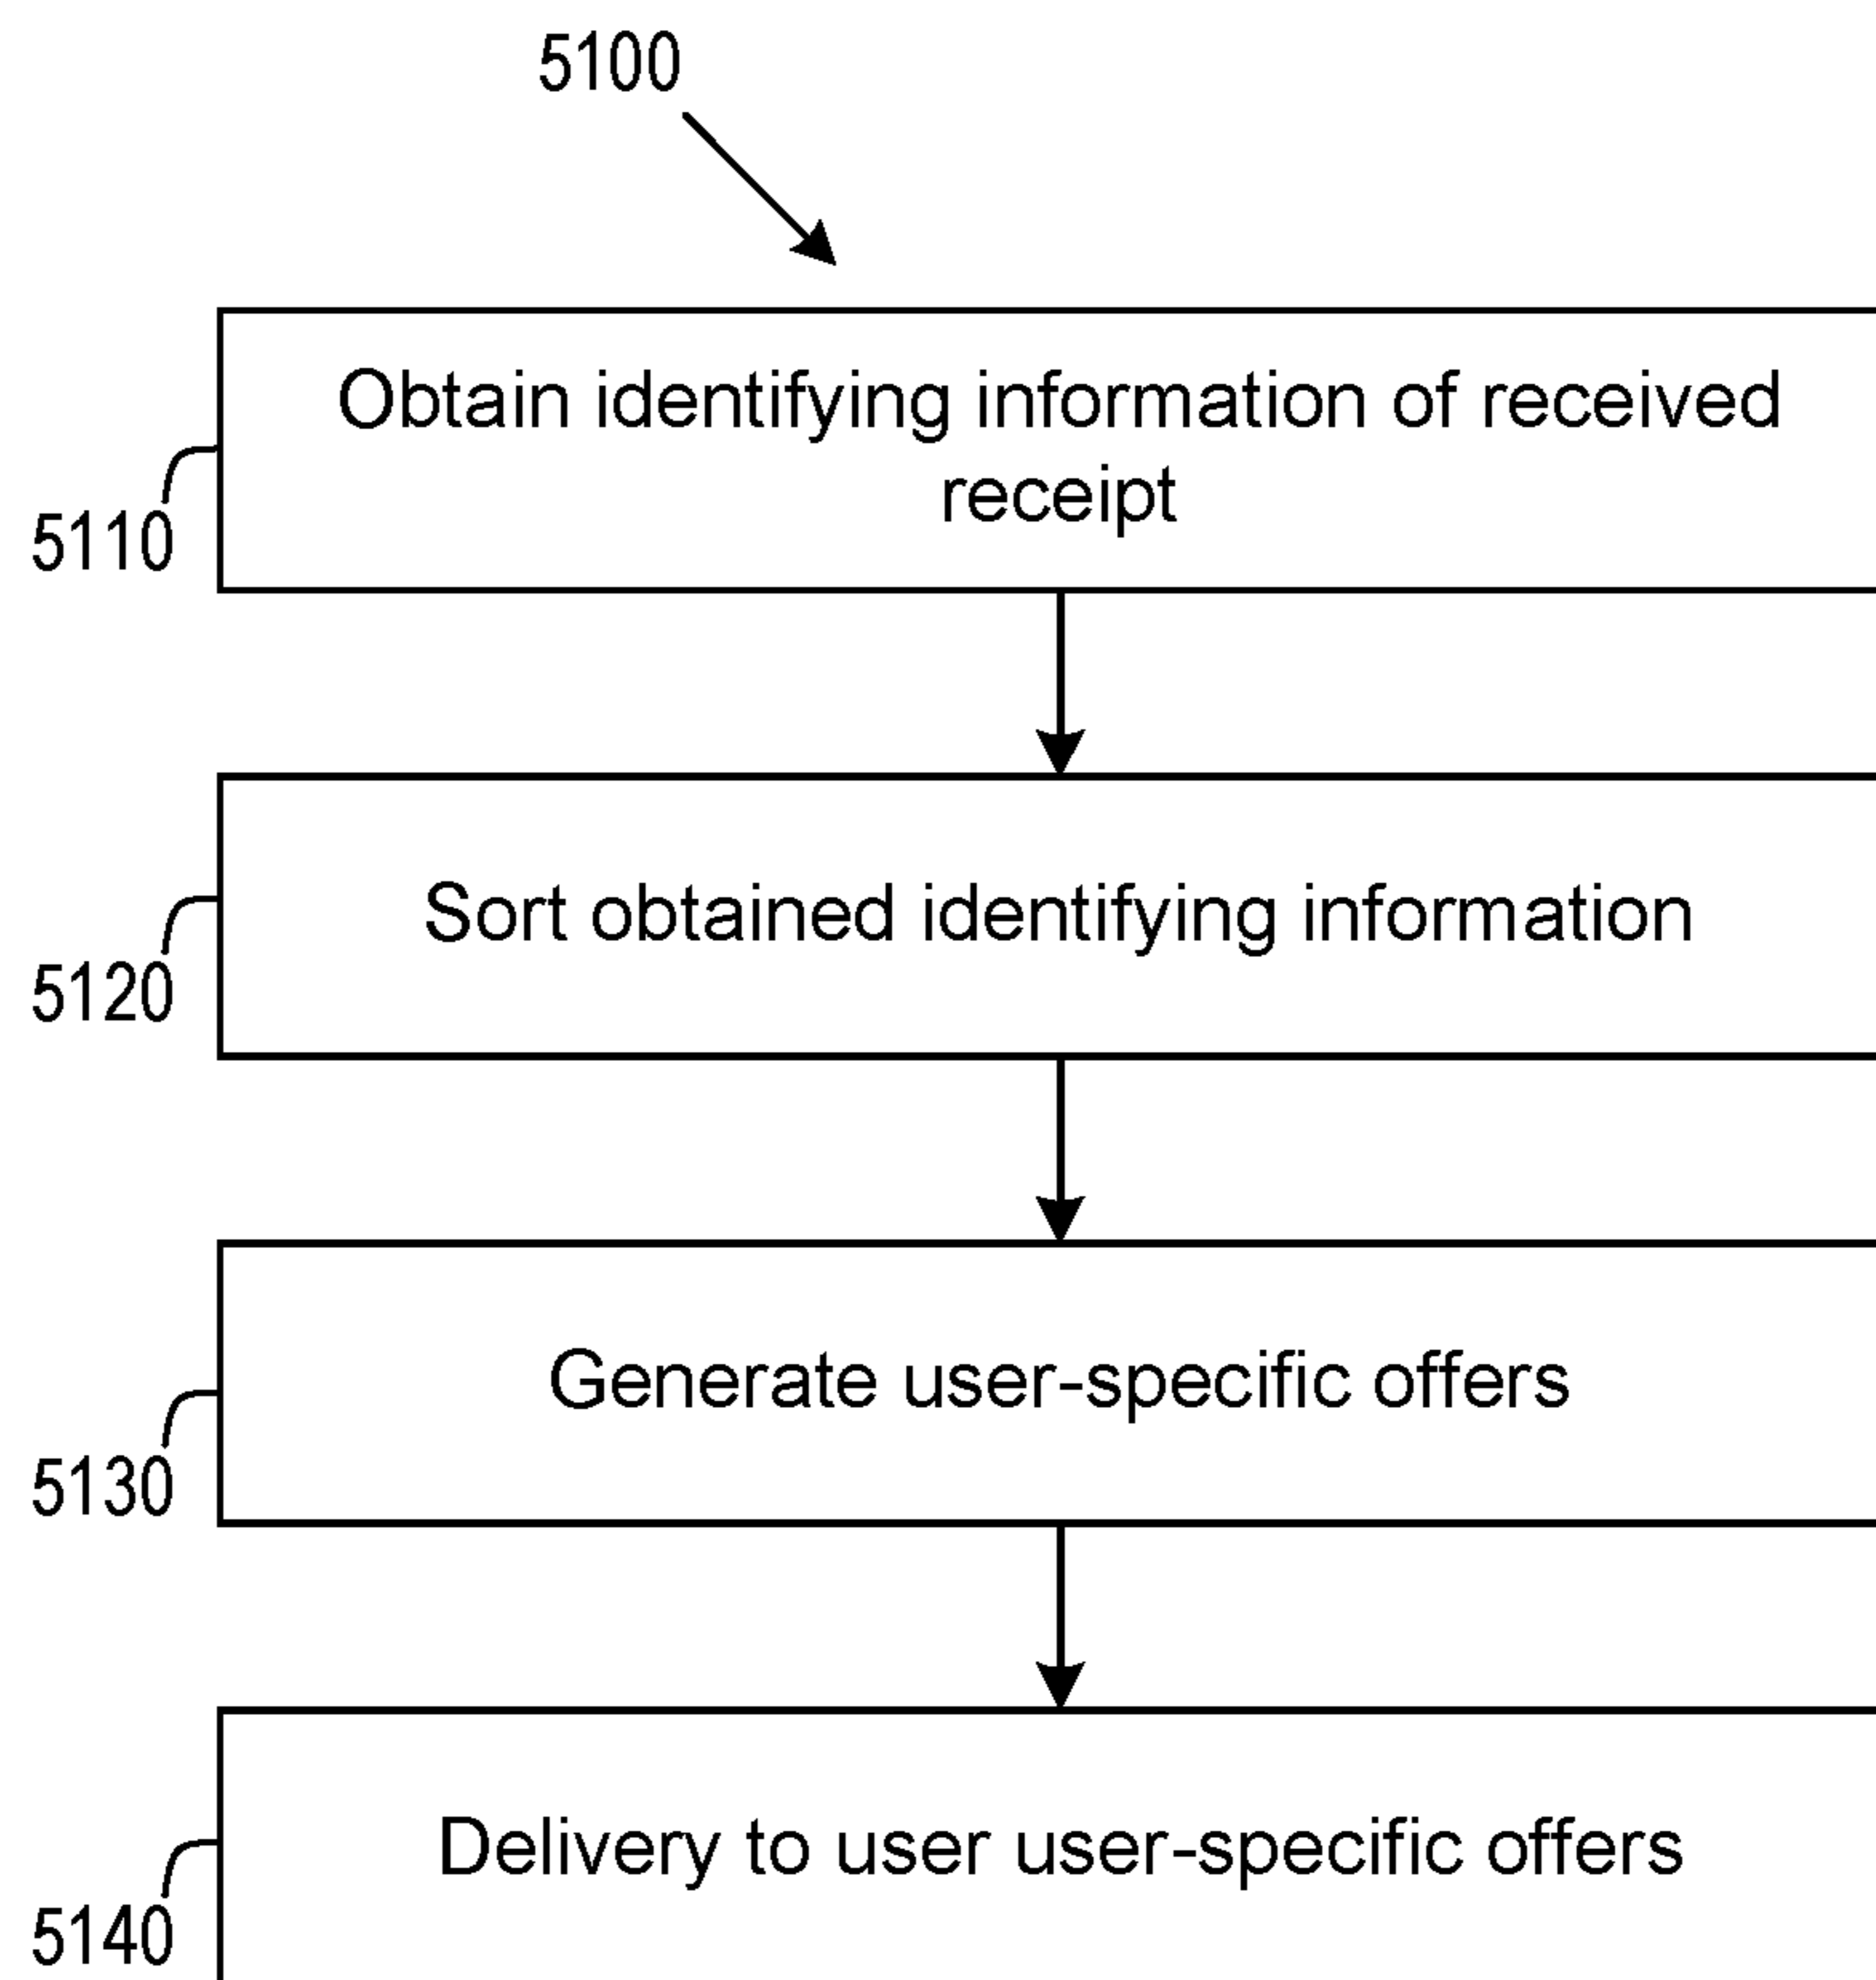 5100
Obtain identifying information of received
receipt
5110
Sort obtained identifying information
5120
Generate user-specific offers
5130
Delivery to user user-specific offers
5140